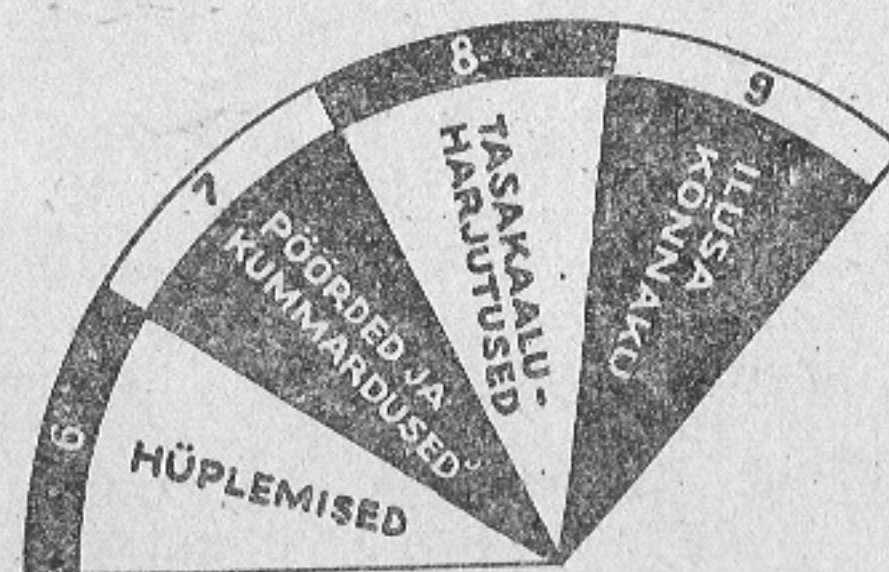 6
HÜPLEMISED
7
PÖÖRDED JA
KUMMARDUSED
8
TASAKAALU-
HARJUTUSED
9
ILUSA
KÕNNAKU